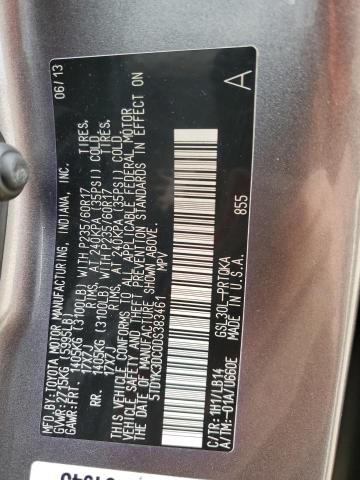 MFD.BY:TOYOTA MOTOR MANUFACTURING, INDIANA, INC. 06/13
GVWR:2715KG (5995LB)
GAWR:FRT. 1405KG (3100LB) WITH P235/60R17 TIRES,
17X7J RIMS, AT 240KPA (35PSI) COLD
RR. 1405KG (3100LB) WITH P235/60R17 TIRES,
17X7J RIMS, AT 240KPA (35PSI) COLD
THIS VEHICLE CONFORMS TO ALL APPLICABLE FEDERAL MOTOR
VEHICLE SAFETY AND THEFT PREVENTION STANDARDS IN EFFECT
ON THE DATE OF MANUFACTURE SHOWN ABOVE.
5TDYK3DC0DS383461 MPV
C/TR:1H1/LB14 GSL30L-PRTQKA 855
A/TM:-01A/U660E MADE IN U.S.A.
A